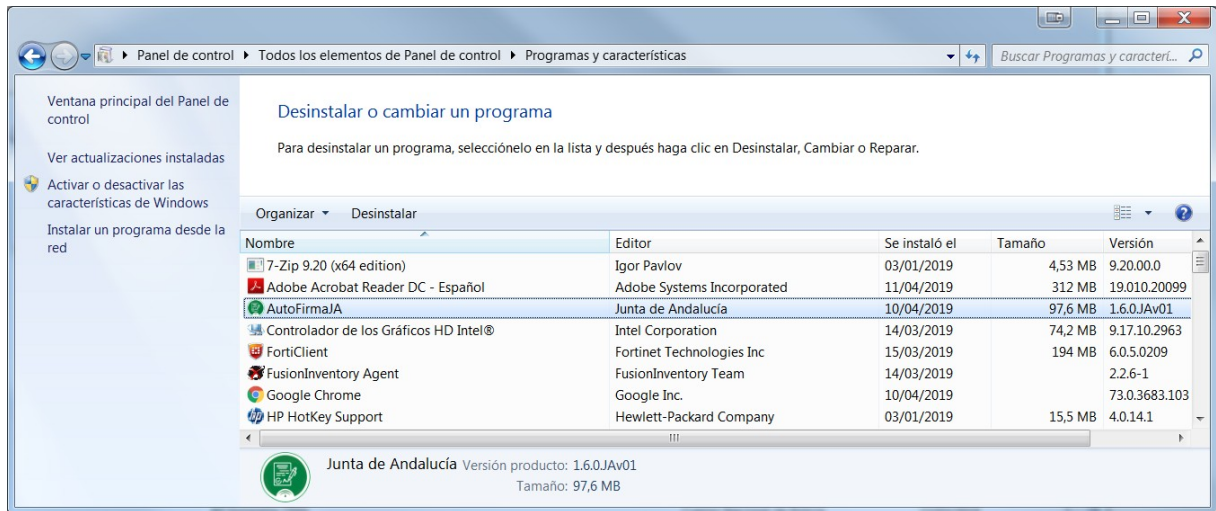 Panel de control ▸ Todos los elementos de Panel de control ▸ Programas y características
Buscar Programas y caracterí...
Ventana principal del Panel de
control
Ver actualizaciones instaladas
Activar o desactivar las
características de Windows
Instalar un programa desde la
red
Desinstalar o cambiar un programa
Para desinstalar un programa, selecciónelo en la lista y después haga clic en Desinstalar, Cambiar o Reparar.
Organizar Desinstalar
Nombre Editor Se instaló el Tamaño Versión
7-Zip 9.20 (x64 edition) Igor Pavlov 03/01/2019 4,53 MB 9.20.00.0
Adobe Acrobat Reader DC - Español Adobe Systems Incorporated 11/04/2019 312 MB 19.010.20099
AutoFirmaJA Junta de Andalucía 10/04/2019 97,6 MB 1.6.0.JAv01
Controlador de los Gráficos HD Intel® Intel Corporation 14/03/2019 74,2 MB 9.17.10.2963
FortiClient Fortinet Technologies Inc 15/03/2019 194 MB 6.0.5.0209
FusionInventory Agent FusionInventory Team 14/03/2019 2.2.6-1
Google Chrome Google Inc. 10/04/2019 73.0.3683.103
HP HotKey Support Hewlett-Packard Company 03/01/2019 15,5 MB 4.0.14.1
Junta de Andalucía Versión producto: 1.6.0.JAv01
Tamaño: 97,6 MB